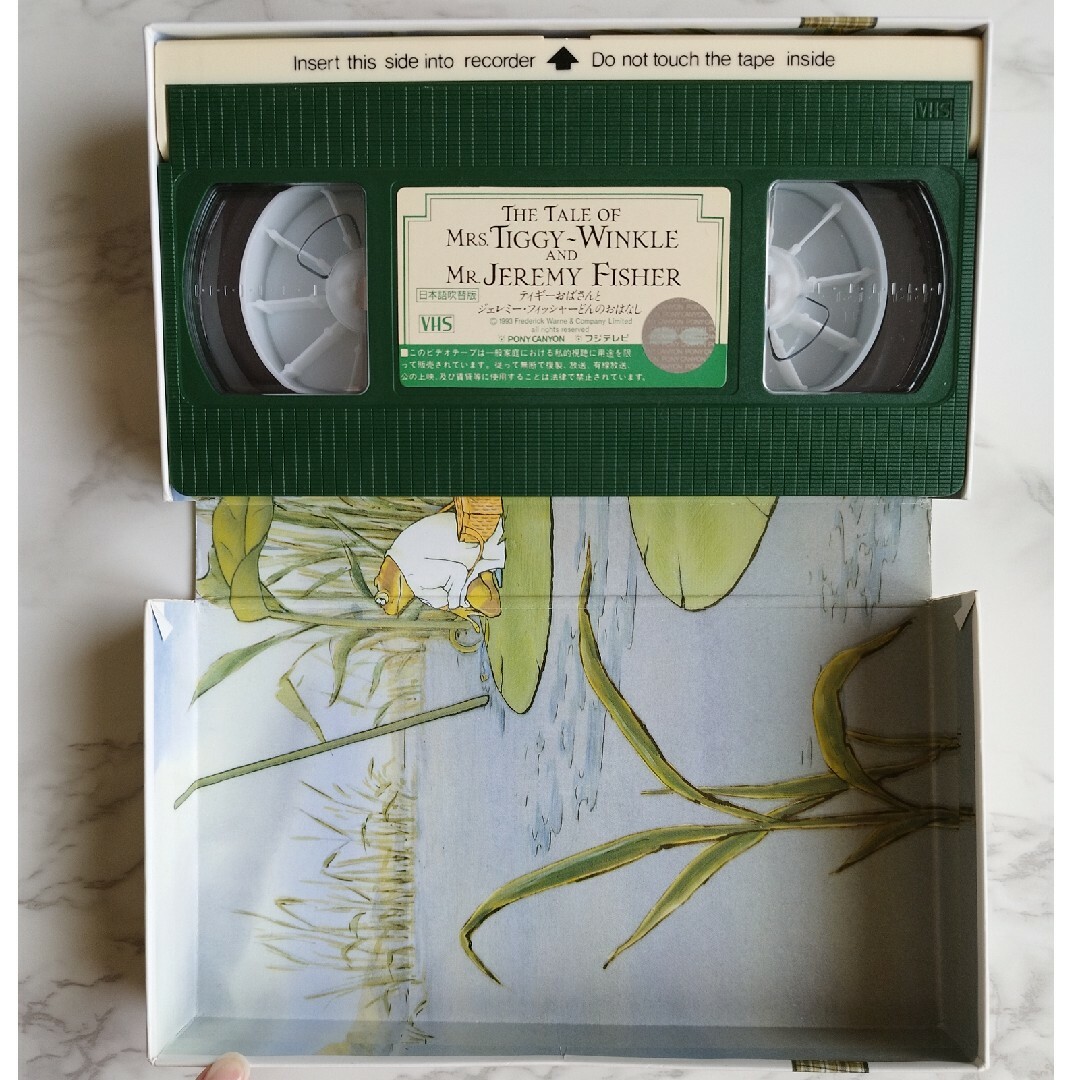 Insert this side into recorder Do not touch the tape inside
VHS
THE TALE OF
MRS. TIGGY-WINKLE
AND
MR. JEREMY FISHER
日本語吹替版
ティギーおばさんと
ジェレミー・フィッシャーどんのおはなし
VHS
© 1993 Frederick Warne & Company Limited
all rights reserved
PONY CANYON フジテレビ
■このビデオテープは一般家庭における私的視聴に用途を限
って販売されています。従って無断で複製、放送、有線放送、
公の上映、及び賃貸等に使用することは法律で禁止されています。